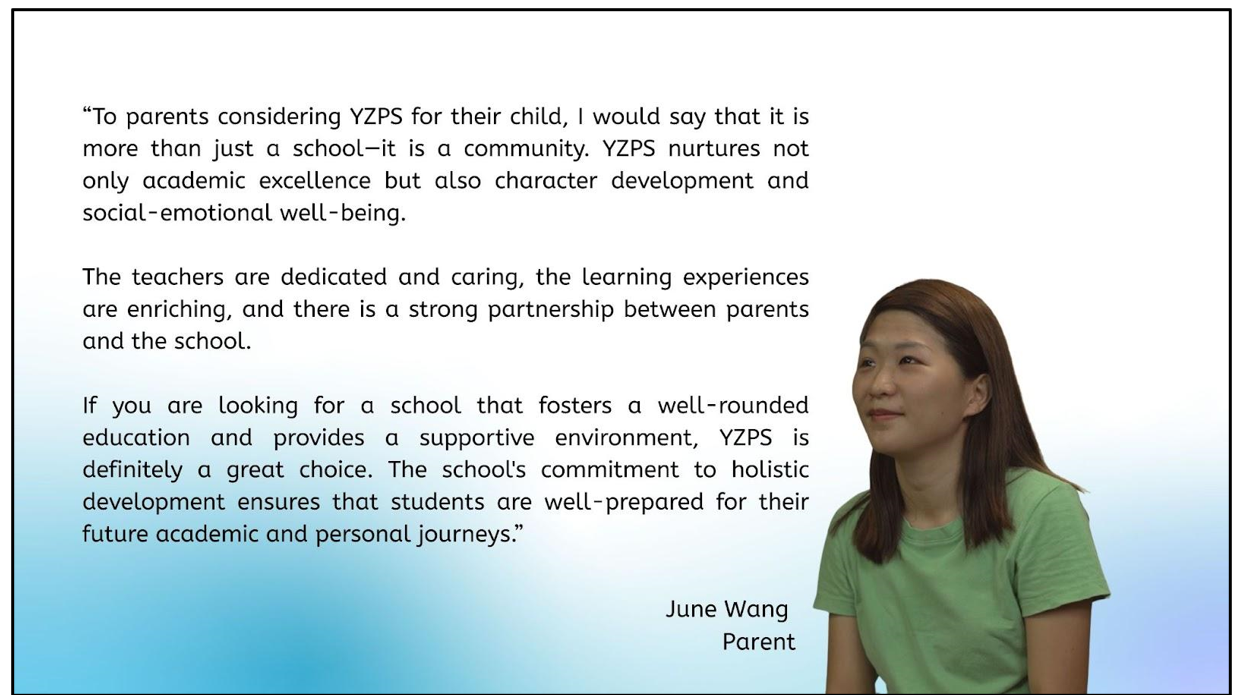 “To parents considering YZPS for their child, I would say that it is
more than just a school—it is a community. YZPS nurtures not
only academic excellence but also character development and
social-emotional well-being.
The teachers are dedicated and caring, the learning experiences
are enriching, and there is a strong partnership between parents
and the school.
If you are looking for a school that fosters a well-rounded
education and provides a supportive environment, YZPS is
definitely a great choice. The school's commitment to holistic
development ensures that students are well-prepared for their
future academic and personal journeys.”
June Wang
Parent